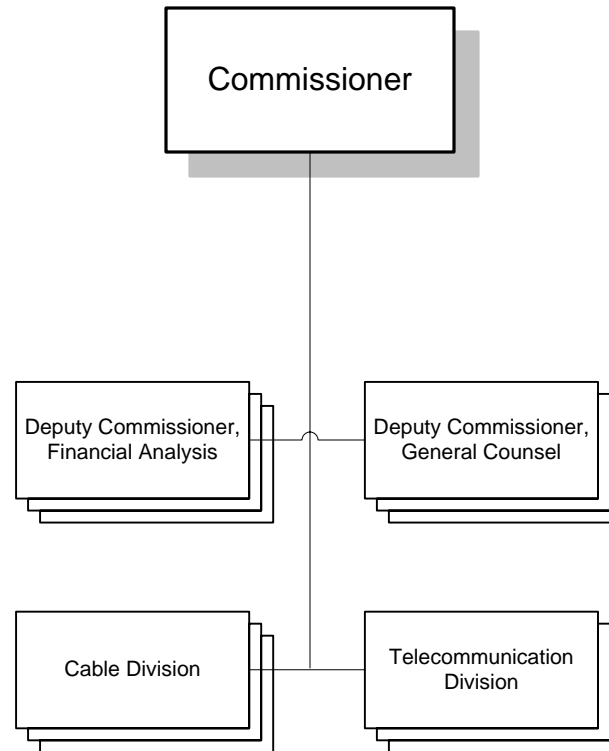 Commissioner
Deputy Commissioner,
Financial Analysis
Deputy Commissioner,
General Counsel
Cable Division
Telecommunication
Division